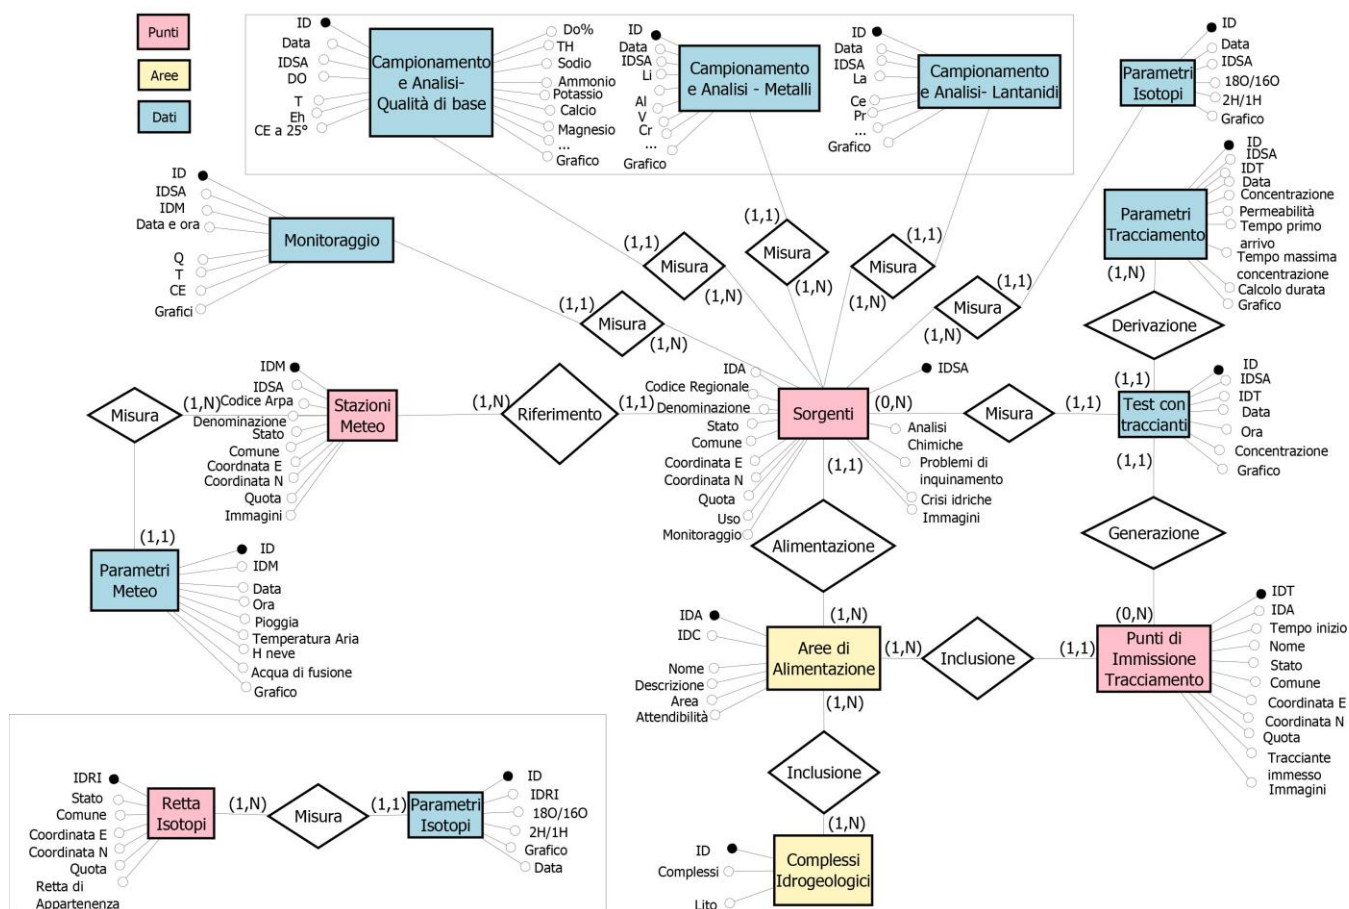 Punti
Aree
Dati
ID
Data
IDSA
DO
T
Eh
CE a 25°
Campionamento
e Analisi-
Qualità di base
Do%
TH
Sodio
Ammonio
Potassio
Calcio
Magnesio
...
Grafico
ID
Data
IDSA
Li
Al
V
Cr
...
Grafico
Campionamento
e Analisi - Metalli
ID
Data
IDSA
La
Ce
Pr
...
Grafico
Campionamento
e Analisi- Lantanidi
Parametri
Isotopi
ID
Data
IDSA
18O/16O
2H/1H
Grafico
ID
IDSA
IDM
Data e ora
Q
T
CE
Grafici
Monitoraggio
Parametri
Tracciamento
ID
IDSA
IDT
Data
Concentrazione
Permeabilità
Tempo primo
arrivo
Tempo massima
concentrazione
Calcolo durata
Grafico
(1,1)
Misura
(1,N)
(1,1)
Misura
(1,N)
(1,1)
Misura
(1,N)
(1,1)
Misura
(1,N)
(1,1)
Misura
(1,N)
(1,N)
Derivazione
(1,1)
Misura
(1,N)
IDM
IDSA
Codice Arpa
Denominazione
Stato
Comune
Coordnata E
Coordinata N
Quota
Immagini
Stazioni
Meteo
(1,N)
Riferimento
(1,1)
IDA
Codice Regionale
Denominazione
Stato
Comune
Coordinata E
Coordinata N
Quota
Uso
Monitoraggio
Sorgenti
IDSA
Analisi
Chimiche
Problemi di
inquinamento
Crisi idriche
Immagini
(0,N)
Misura
(1,1)
Test con
traccianti
ID
IDSA
IDT
Data
Ora
Concentrazione
Grafico
(1,1)
Alimentazione
(1,N)
(1,1)
Generazione
(0,N)
(1,1)
Parametri
Meteo
ID
IDM
Data
Ora
Pioggia
Temperatura Aria
H neve
Acqua di fusione
Grafico
IDA
IDC
Nome
Descrizione
Area
Attendibilità
Aree di
Alimentazione
(1,N)
Inclusione
(1,1)
Punti di
Immissione
Tracciamento
IDT
IDA
Tempo inizio
Nome
Stato
Comune
Coordinata E
Coordinata N
Quota
Tracciante
immesso
Immagini
(1,N)
Inclusione
(1,N)
ID
Complessi
Lito
Complessi
Idrogeologici
IDRI
Stato
Comune
Coordinata E
Coordinata N
Quota
Retta di
Appartenenza
Retta
Isotopi
(1,N)
Misura
(1,1)
Parametri
Isotopi
ID
IDRI
18O/16O
2H/1H
Grafico
Data